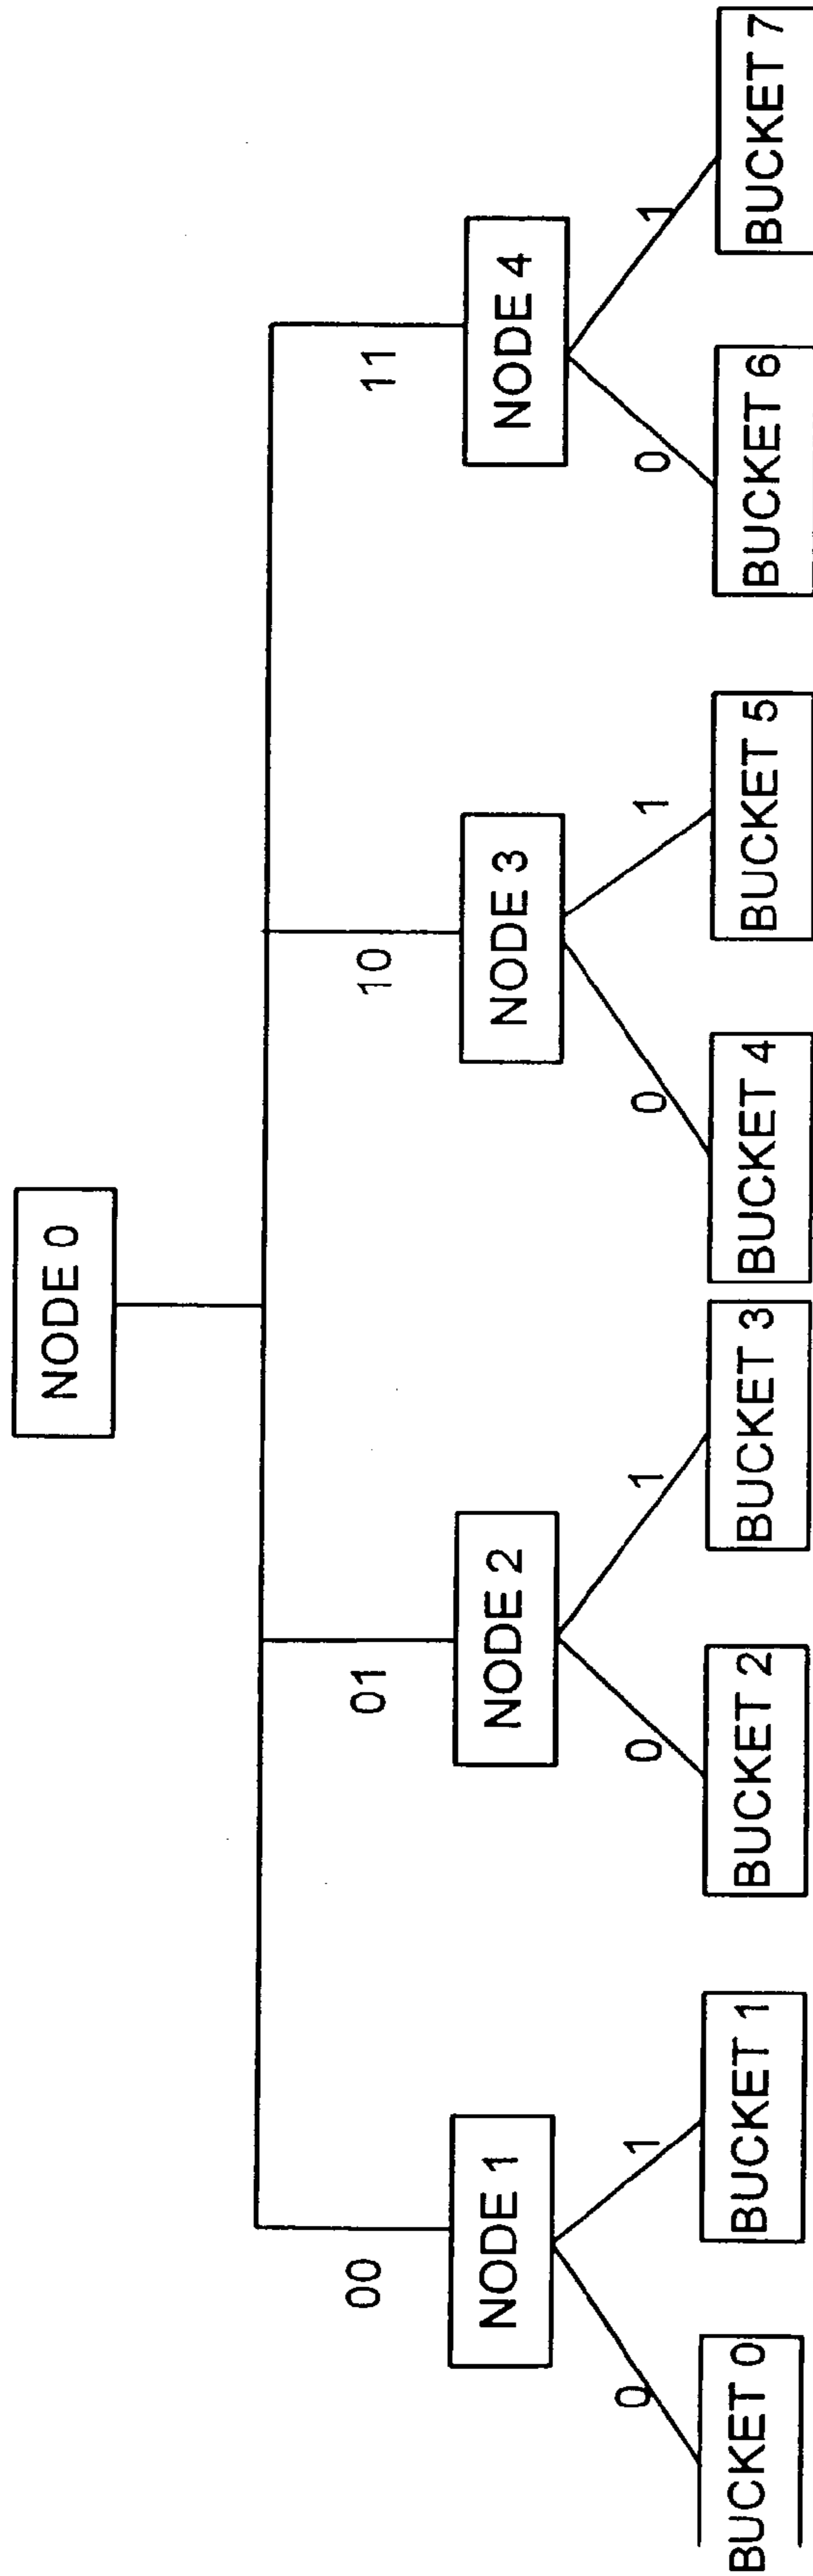 NODE 0
00
01
10
11
NODE 1
NODE 2
NODE 3
NODE 4
0
1
0
1
0
1
0
1
BUCKET 0
BUCKET 1
BUCKET 2
BUCKET 3
BUCKET 4
BUCKET 5
BUCKET 6
BUCKET 7